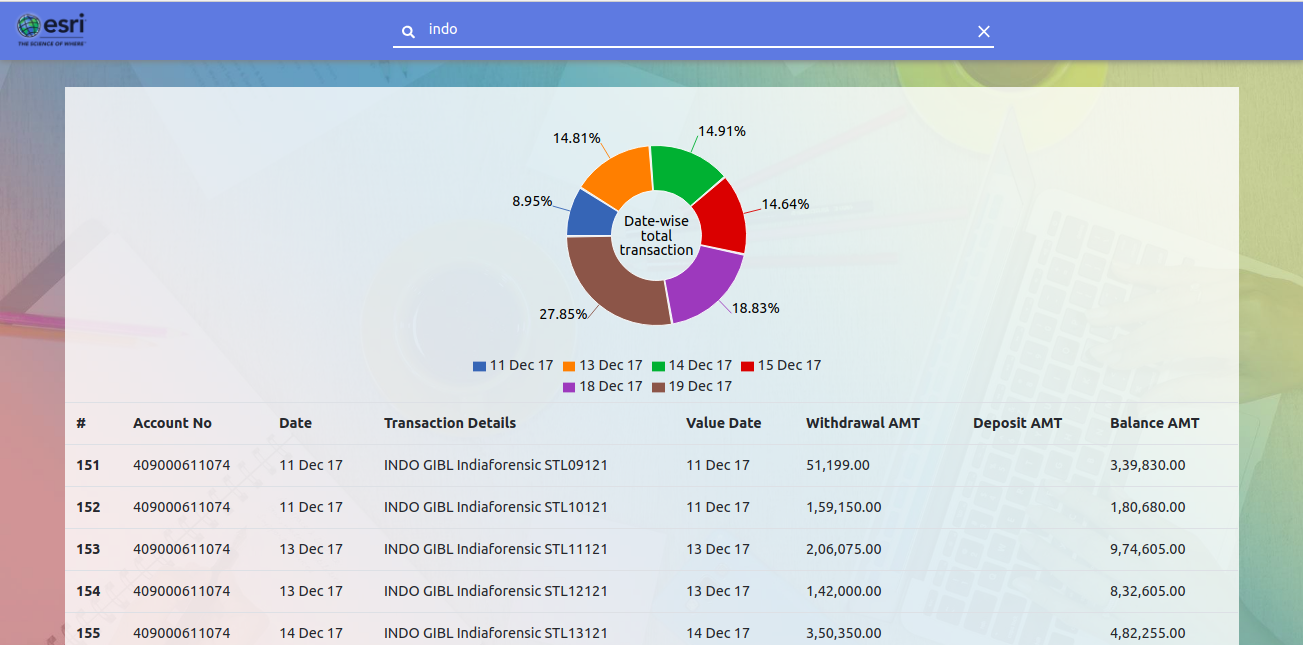 esri
THE SCIENCE OF WHERE
indo
14.81%
14.91%
8.95%
14.64%
Date-wise
total
transaction
27.85%
18.83%
11 Dec 17 13 Dec 17 14 Dec 17 15 Dec 17
18 Dec 17 19 Dec 17
# Account No Date Transaction Details Value Date Withdrawal AMT Deposit AMT Balance AMT
151 409000611074 11 Dec 17 INDO GIBL Indiaforensic STL09121 11 Dec 17 51,199.00 3,39,830.00
152 409000611074 11 Dec 17 INDO GIBL Indiaforensic STL10121 11 Dec 17 1,59,150.00 1,80,680.00
153 409000611074 13 Dec 17 INDO GIBL Indiaforensic STL11121 13 Dec 17 2,06,075.00 9,74,605.00
154 409000611074 13 Dec 17 INDO GIBL Indiaforensic STL12121 13 Dec 17 1,42,000.00 8,32,605.00
155 409000611074 14 Dec 17 INDO GIBL Indiaforensic STL13121 14 Dec 17 3,50,350.00 4,82,255.00